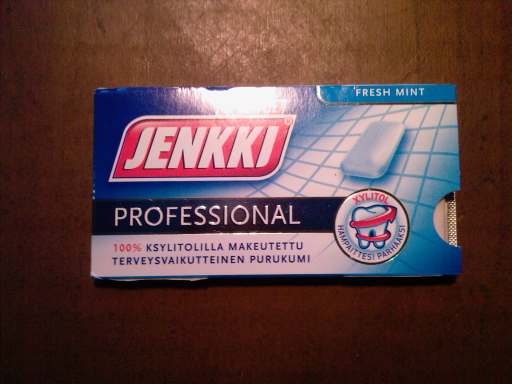 FRESH MINT
JENKKI®
PROFESSIONAL
100% KSYLITOLILLA MAKEUTETTU
TERVEYSVAIKUTTEINEN PURUKUMI
XYLITOL
HAMPAITTESI PARHAAKSI